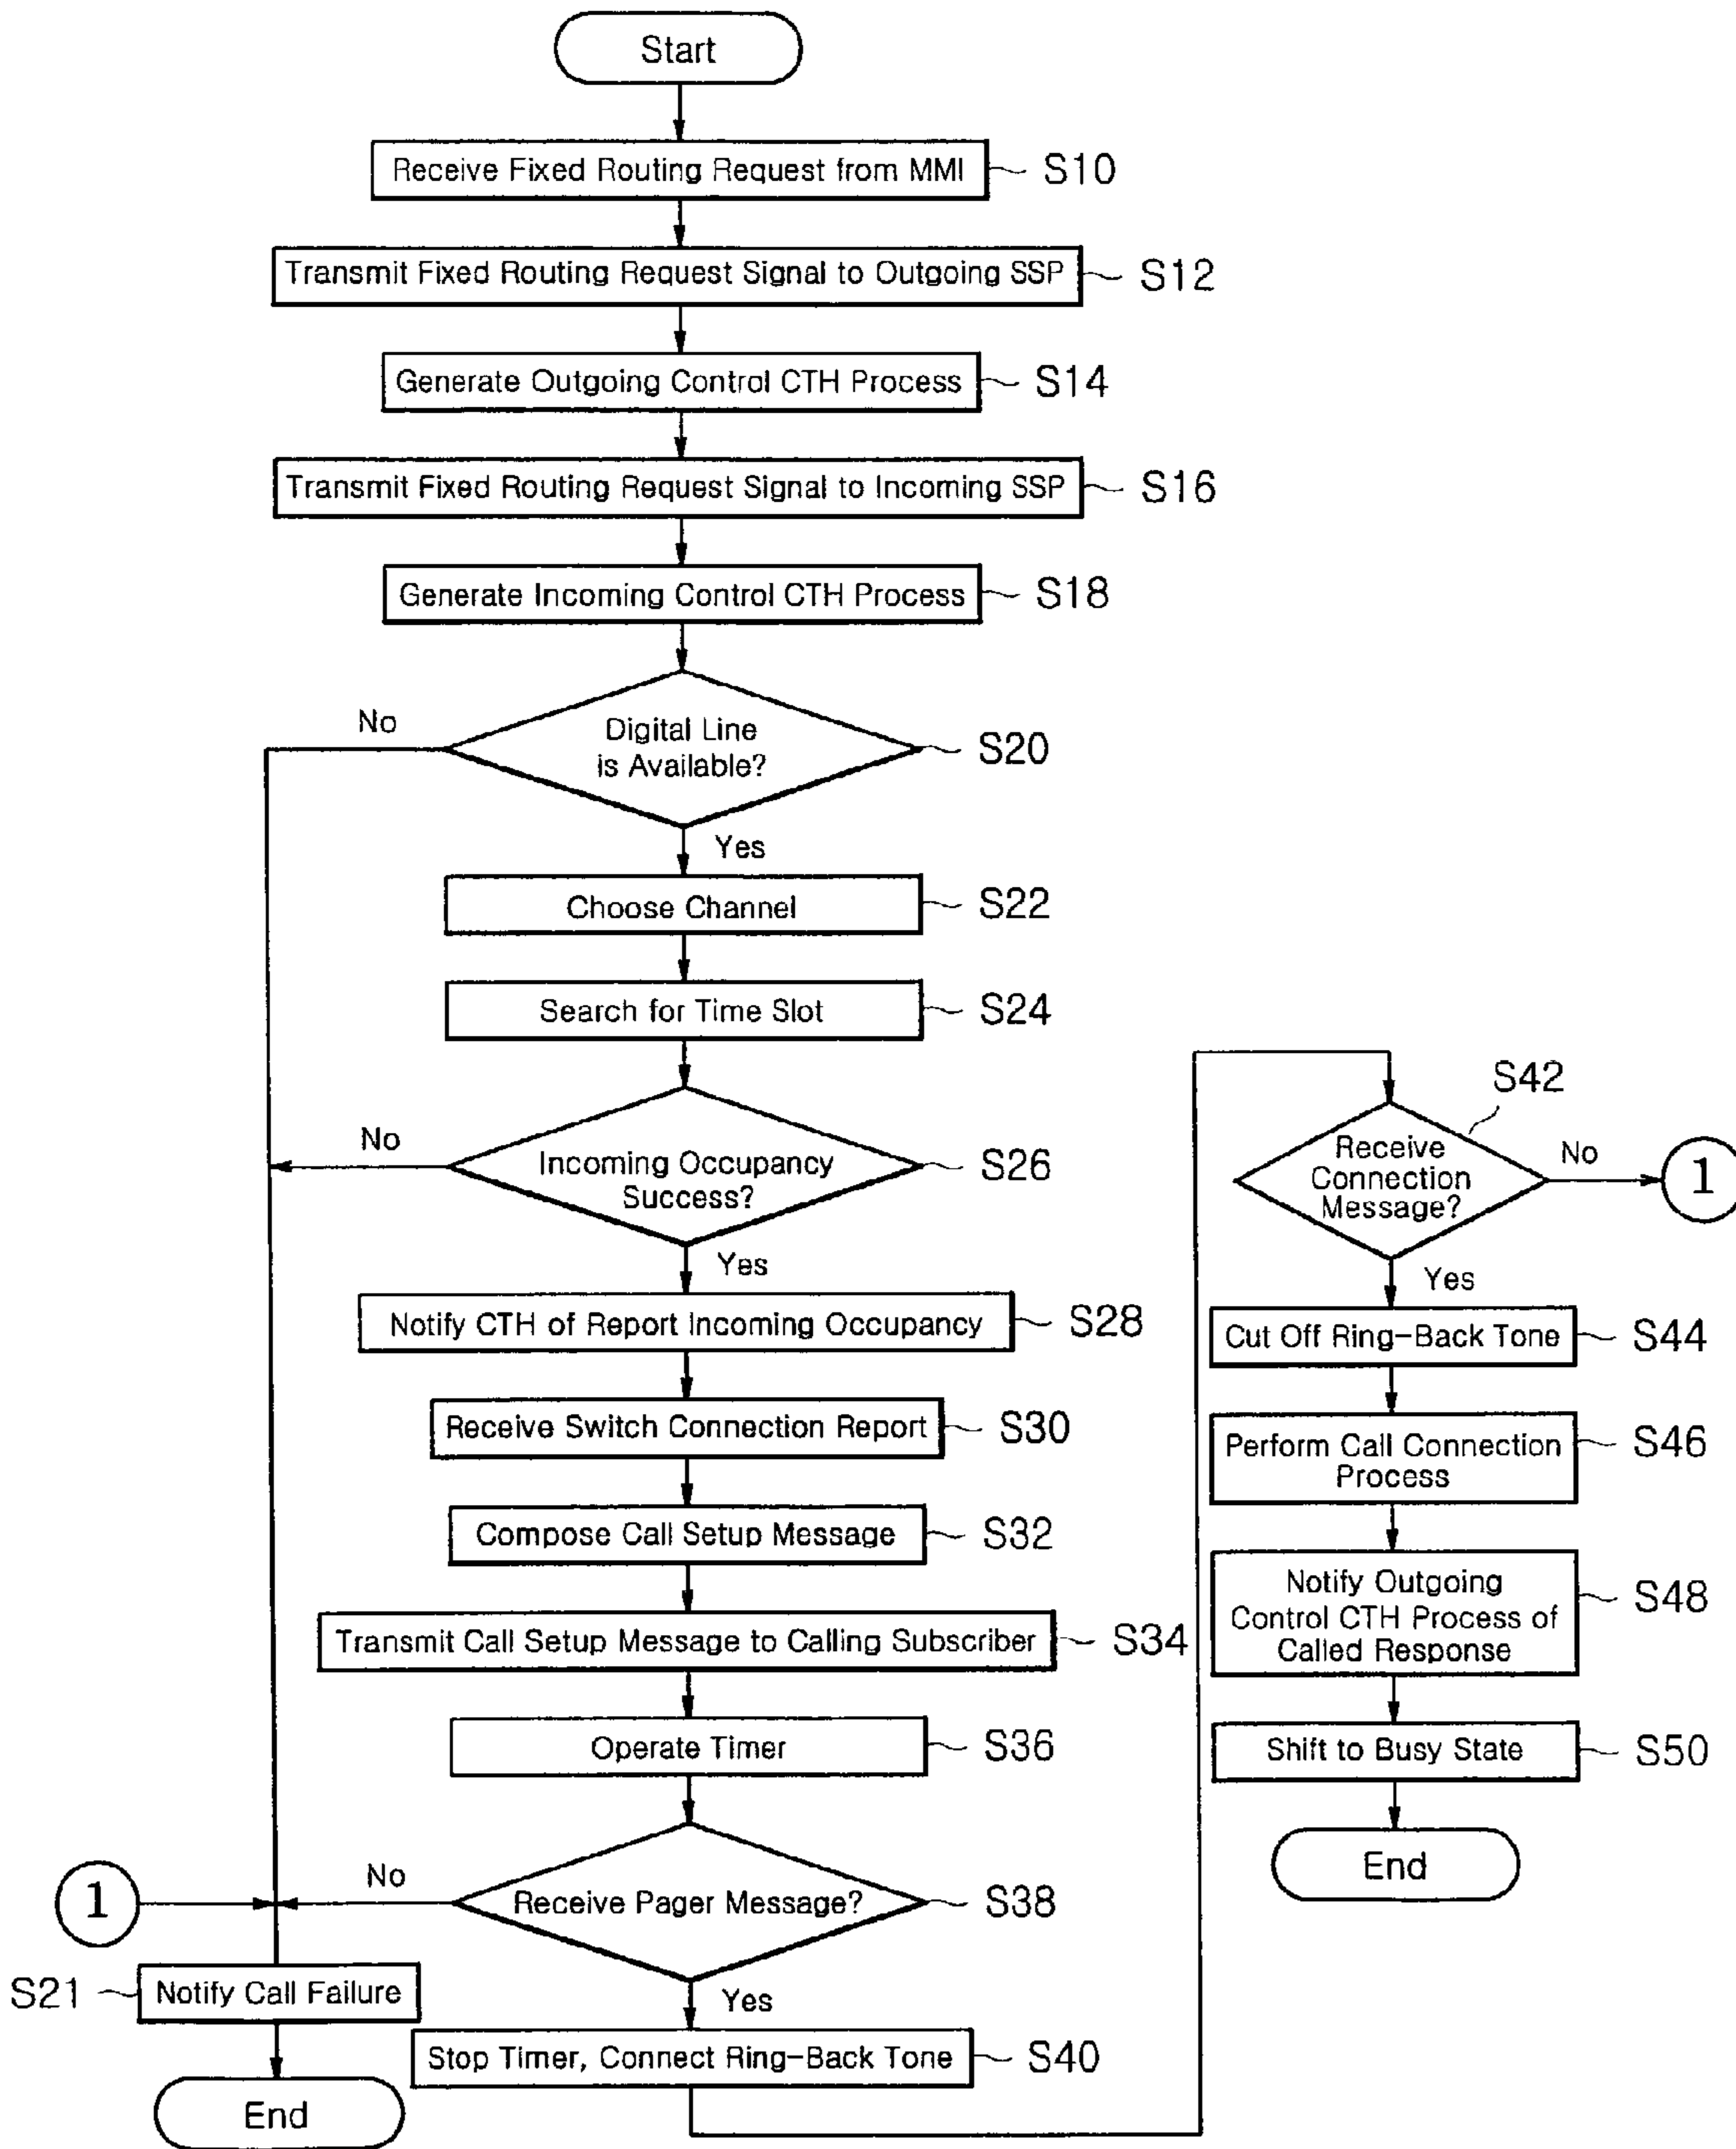 Start
Receive Fixed Routing Request from MMI
S10
Transmit Fixed Routing Request Signal to Outgoing SSP
S12
Generate Outgoing Control CTH Process
S14
Transmit Fixed Routing Request Signal to Incoming SSP
S16
Generate Incoming Control CTH Process
S18
No
Digital Line
is Available?
S20
Yes
Choose Channel
S22
Search for Time Slot
S24
No
Incoming Occupancy
Success?
S26
Yes
Notify CTH of Report Incoming Occupancy
S28
Receive Switch Connection Report
S30
Compose Call Setup Message
S32
Transmit Call Setup Message to Calling Subscriber
S34
Operate Timer
S36
1
No
Receive Pager Message?
S38
S21
Notify Call Failure
Yes
End
Stop Timer, Connect Ring-Back Tone
S40
S42
Receive
Connection
Message?
No
1
Yes
Cut Off Ring-Back Tone
S44
Perform Call Connection
Process
S46
Notify Outgoing
Control CTH Process of
Called Response
S48
Shift to Busy State
S50
End